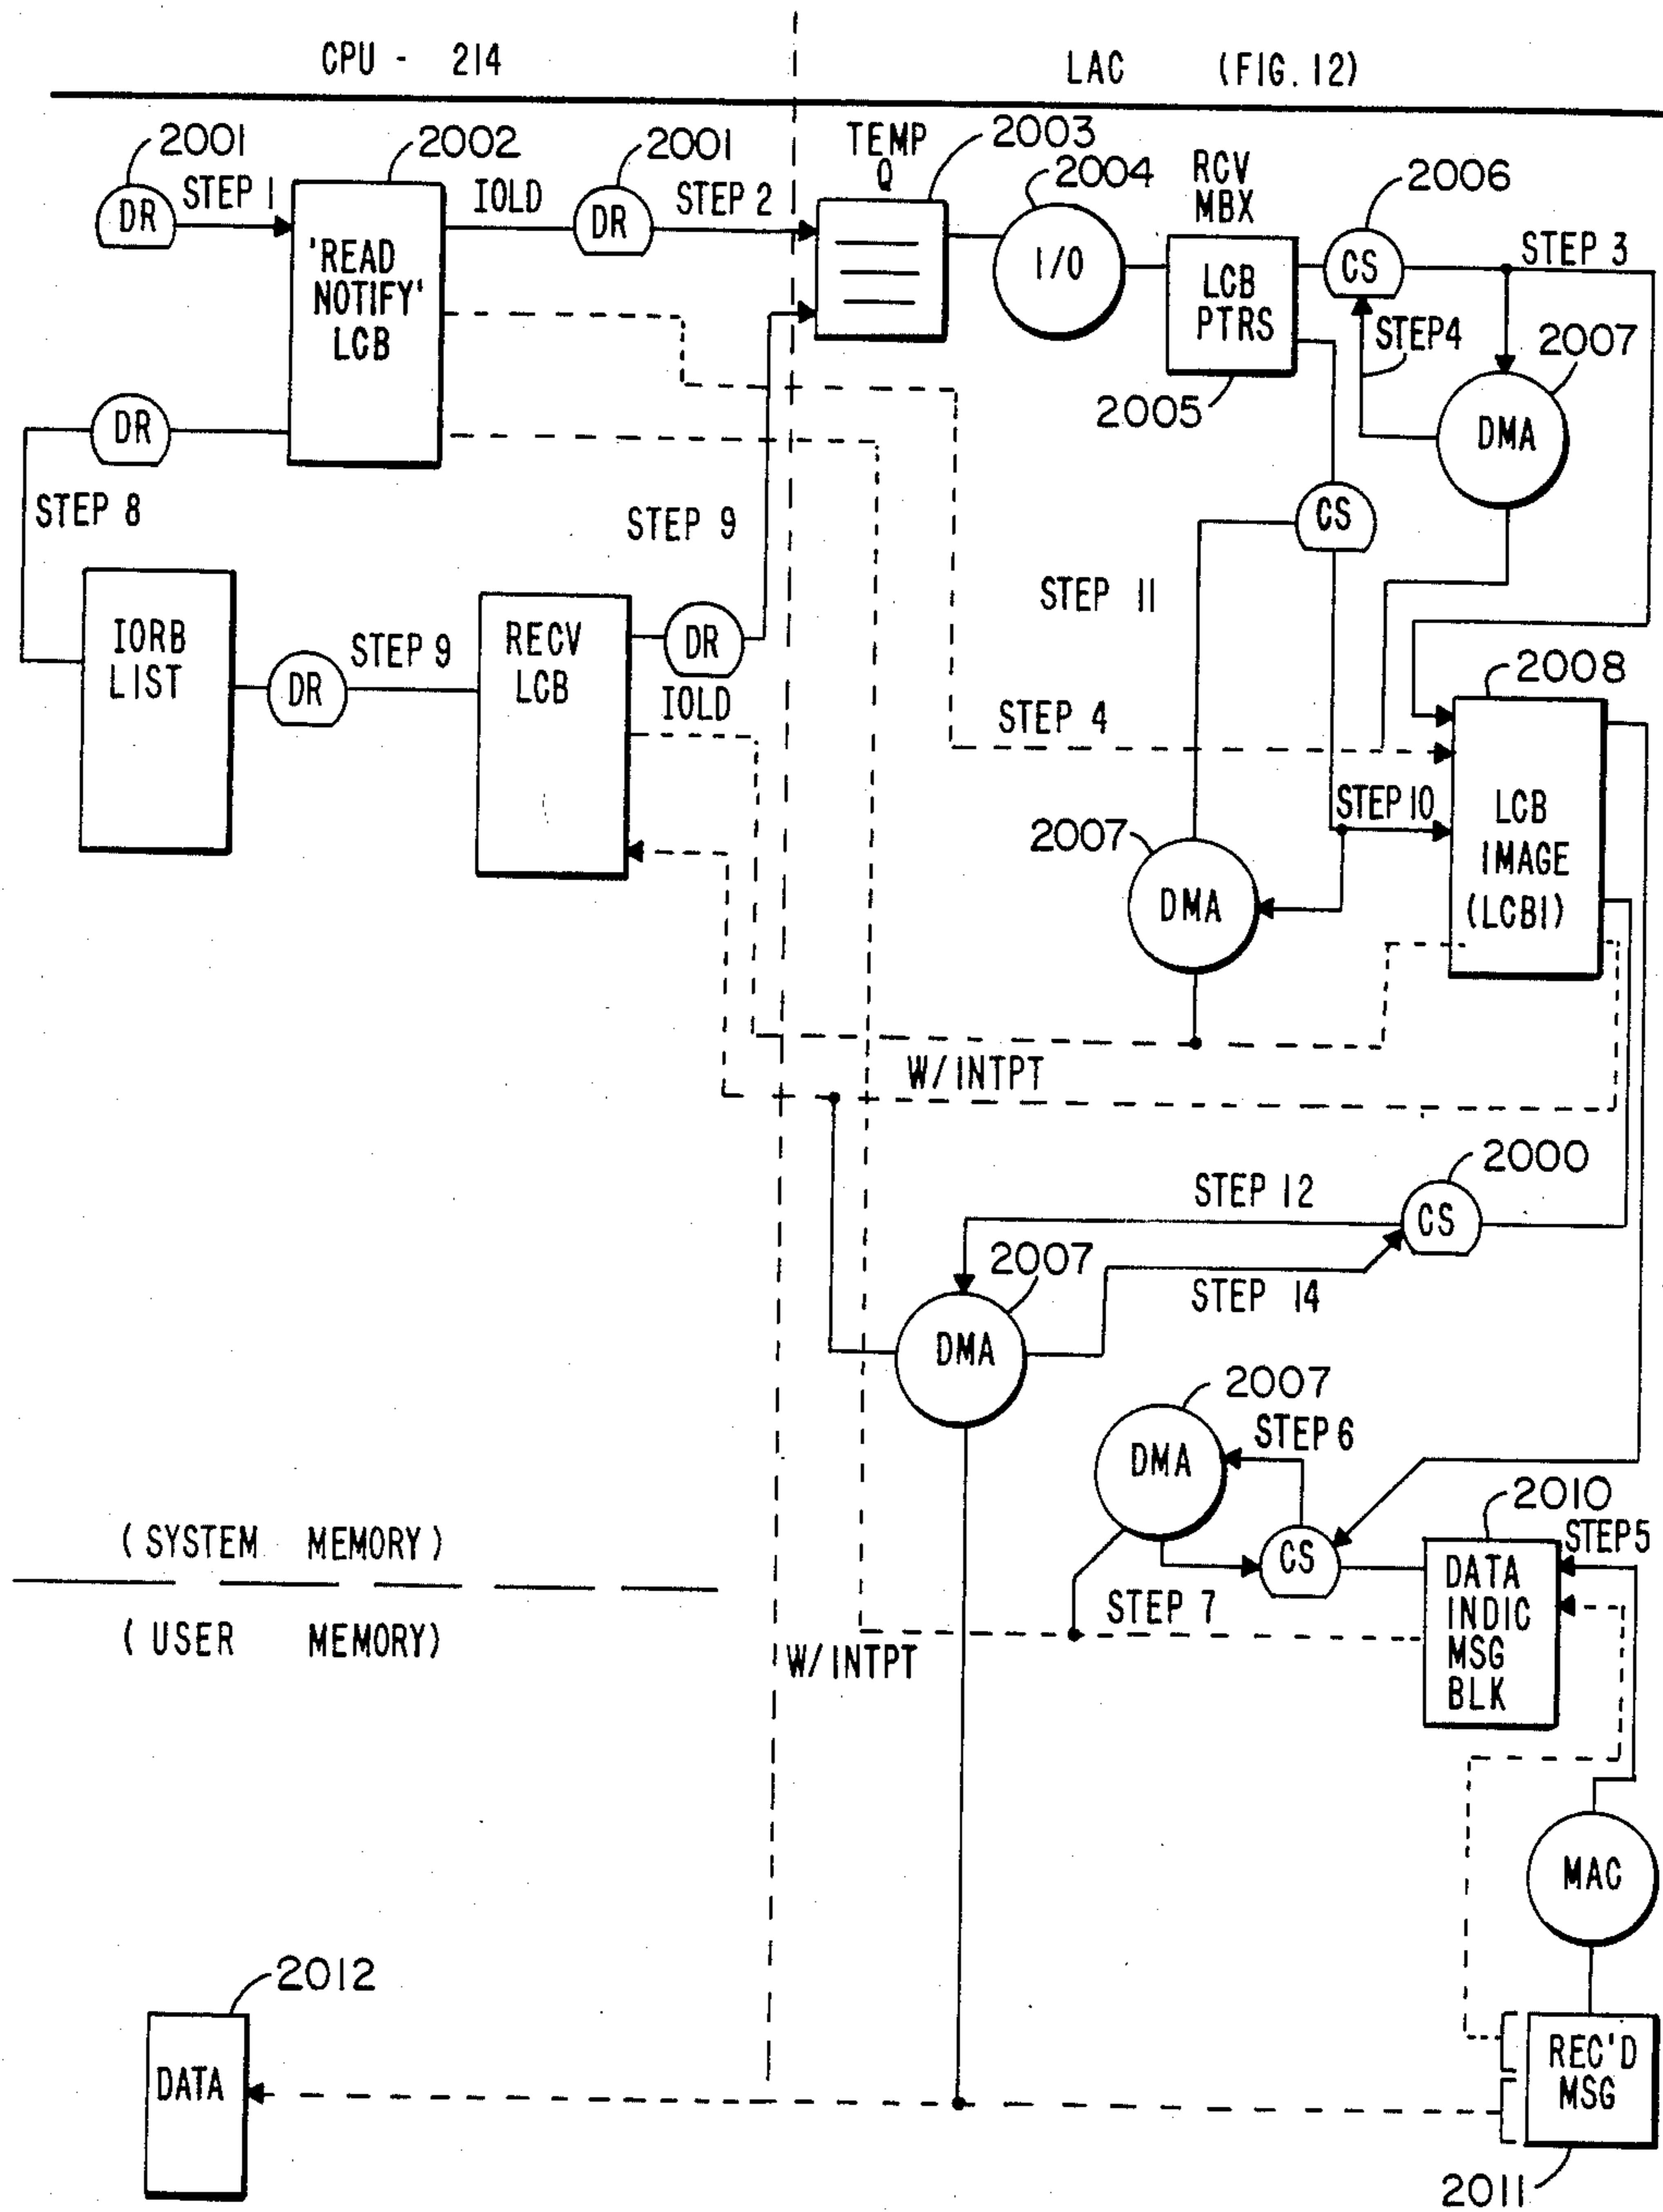 CPU - 214
LAC (FIG. 12)
2001
2002
2001
TEMP
Q
2003
2004
RCV
MBX
2006
DR
STEP 1
IOLD
DR
STEP 2
STEP 3
'READ
NOTIFY'
LCB
I/O
LCB
PTRS
CS
STEP4
2007
2005
DMA
DR
STEP 8
STEP 9
CS
STEP 11
IORB
LIST
DR
STEP 9
RECV
LCB
DR
IOLD
STEP 4
2008
STEP 10
LCB
IMAGE
(LCBI)
2007
DMA
W/INTPT
2000
STEP 12
CS
2007
STEP 14
DMA
2007
STEP 6
DMA
2010
STEP5
(SYSTEM MEMORY)
CS
DATA
INDIC
MSG
BLK
STEP 7
(USER MEMORY)
W/INTPT
MAC
2012
DATA
REC'D
MSG
2011